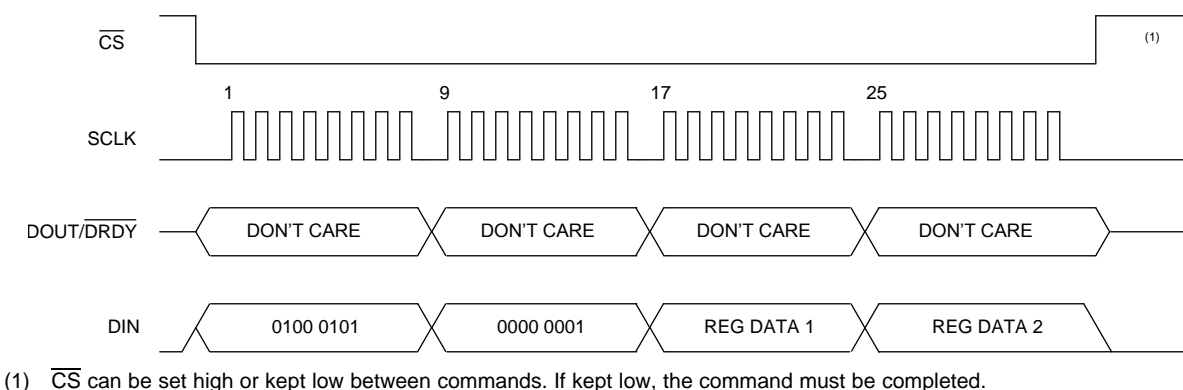 CS
(1)
1 9 17 25
SCLK
DOUT/DRDY DON'T CARE DON'T CARE DON'T CARE DON'T CARE
DIN 0100 0101 0000 0001 REG DATA 1 REG DATA 2
(1) CS can be set high or kept low between commands. If kept low, the command must be completed.